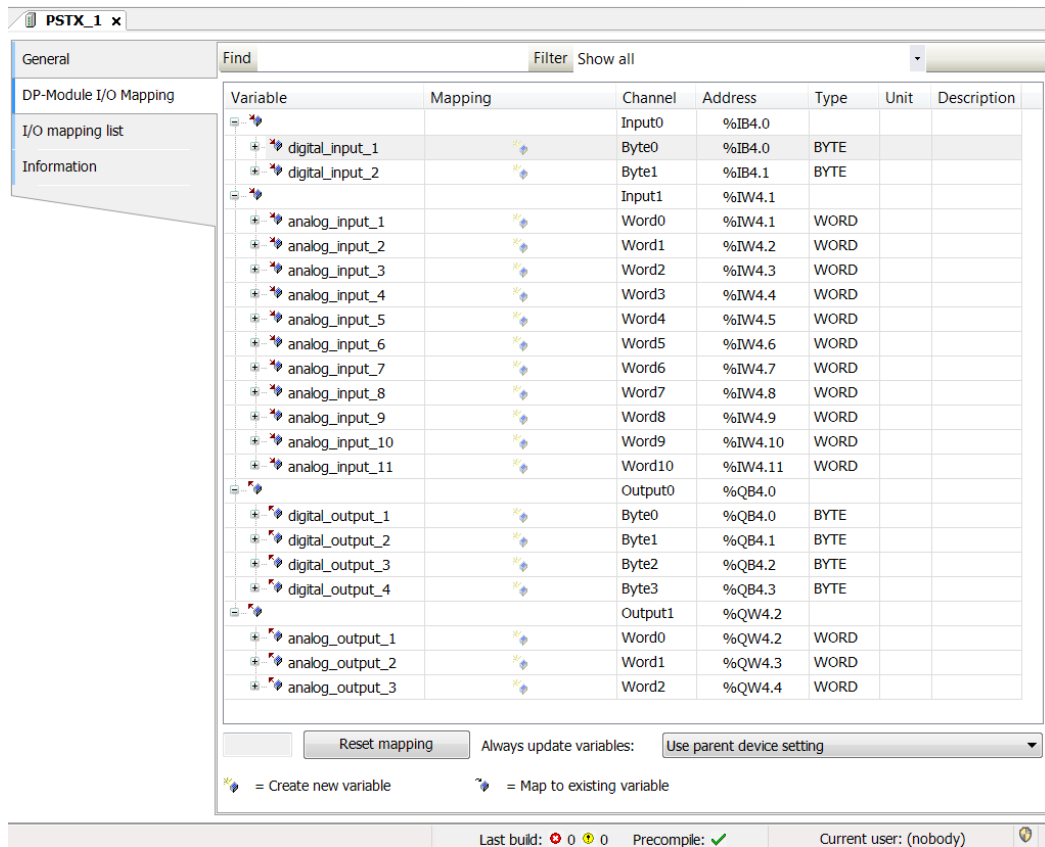 PSTX_1 x
General
DP-Module I/O Mapping
I/O mapping list
Information
Find Filter Show all
Variable Mapping Channel Address Type Unit Description
Input0 %IB4.0
digital_input_1 Byte0 %IB4.0 BYTE
digital_input_2 Byte1 %IB4.1 BYTE
Input1 %IW4.1
analog_input_1 Word0 %IW4.1 WORD
analog_input_2 Word1 %IW4.2 WORD
analog_input_3 Word2 %IW4.3 WORD
analog_input_4 Word3 %IW4.4 WORD
analog_input_5 Word4 %IW4.5 WORD
analog_input_6 Word5 %IW4.6 WORD
analog_input_7 Word6 %IW4.7 WORD
analog_input_8 Word7 %IW4.8 WORD
analog_input_9 Word8 %IW4.9 WORD
analog_input_10 Word9 %IW4.10 WORD
analog_input_11 Word10 %IW4.11 WORD
Output0 %QB4.0
digital_output_1 Byte0 %QB4.0 BYTE
digital_output_2 Byte1 %QB4.1 BYTE
digital_output_3 Byte2 %QB4.2 BYTE
digital_output_4 Byte3 %QB4.3 BYTE
Output1 %QW4.2
analog_output_1 Word0 %QW4.2 WORD
analog_output_2 Word1 %QW4.3 WORD
analog_output_3 Word2 %QW4.4 WORD
Reset mapping Always update variables: Use parent device setting
= Create new variable = Map to existing variable
Last build: 0 0 Precompile: Current user: (nobody)